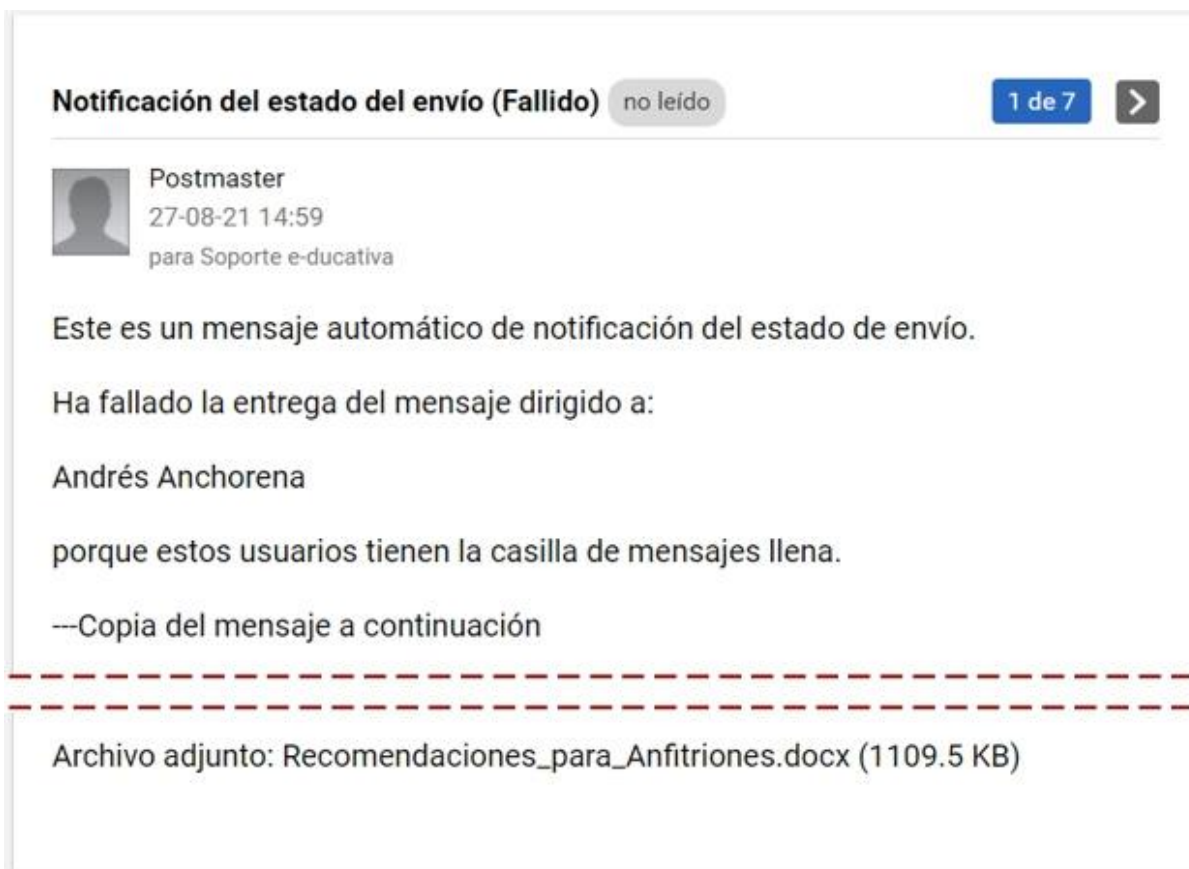 Notificación del estado del envío (Fallido) no leído 1 de 7 >
Postmaster
27-08-21 14:59
para Soporte e-ducativa
Este es un mensaje automático de notificación del estado de envío.
Ha fallado la entrega del mensaje dirigido a:
Andrés Anchorena
porque estos usuarios tienen la casilla de mensajes llena.
---Copia del mensaje a continuación
Archivo adjunto: Recomendaciones_para_Anfitriones.docx (1109.5 KB)